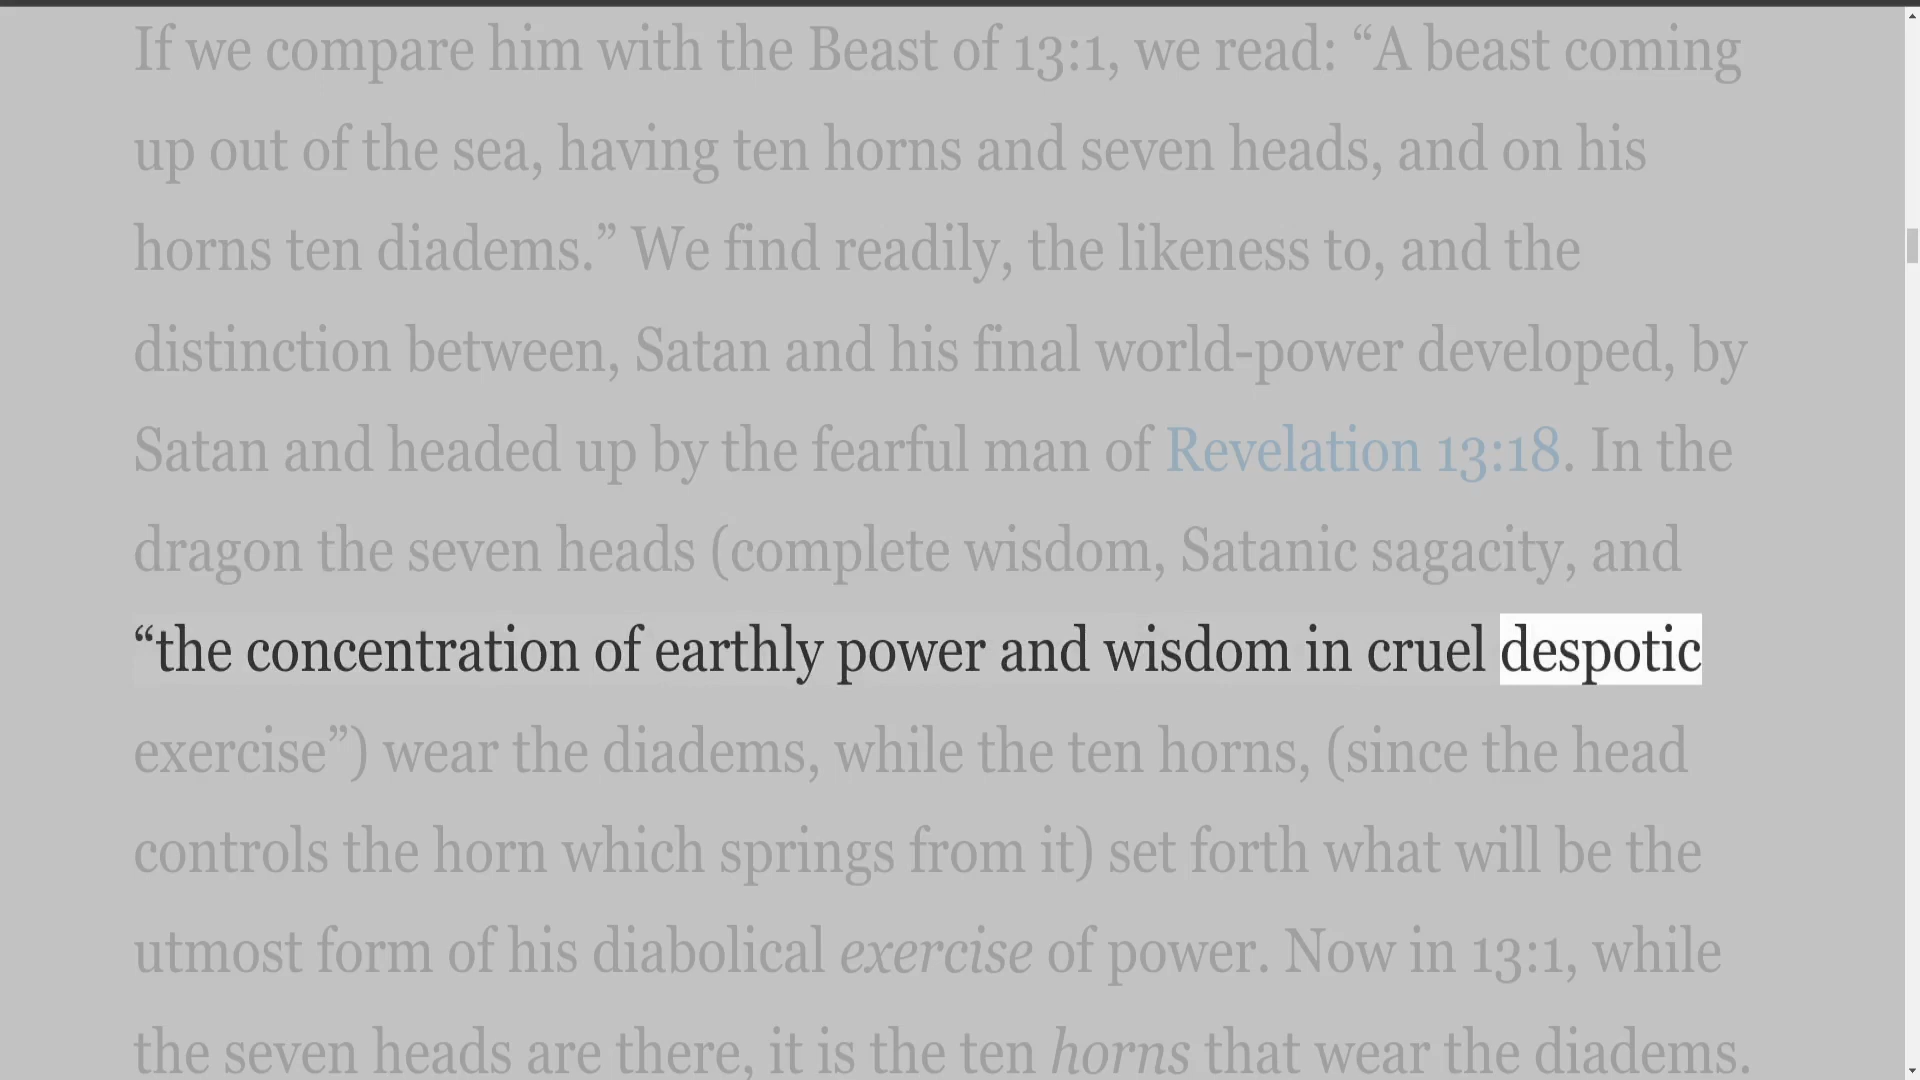 If we compare him with the Beast of 13:1, we read: “A beast coming
up out of the sea, having ten horns and seven heads, and on his
horns ten diadems.” We find readily, the likeness to, and the
distinction between, Satan and his final world-power developed, by
Satan and headed up by the fearful man of Revelation 13:18. In the
dragon the seven heads (complete wisdom, Satanic sagacity, and
“the concentration of earthly power and wisdom in cruel despotic
exercise”) wear the diadems, while the ten horns, (since the head
controls the horn which springs from it) set forth what will be the
utmost form of his diabolical exercise of power. Now in 13:1, while
the seven heads are there, it is the ten horns that wear the diadems.